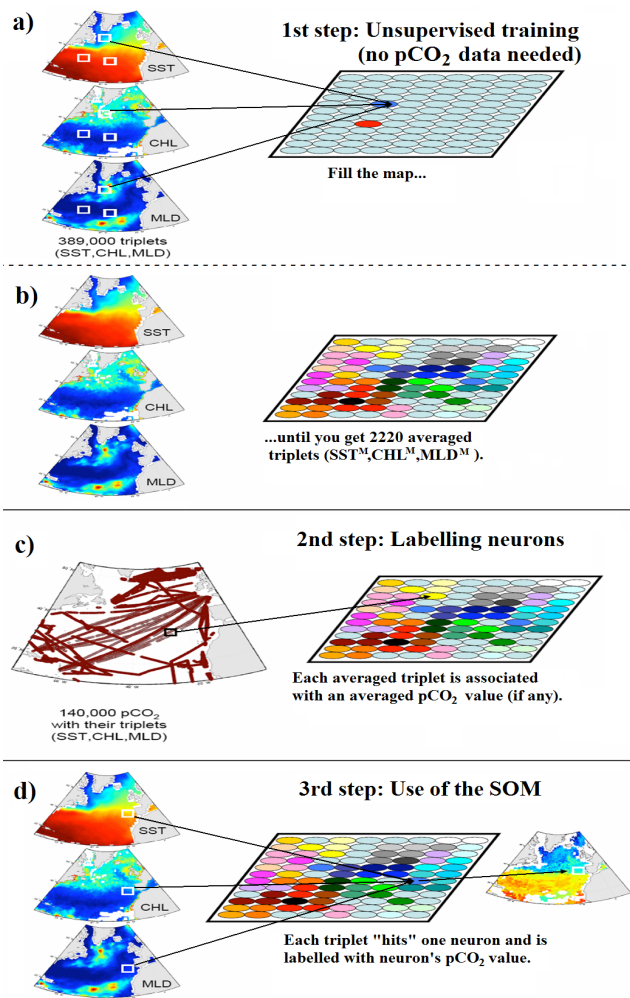 a)
1st step: Unsupervised training
(no pCO₂ data needed)
SST
CHL
MLD
389,000 triplets
(SST,CHL,MLD)
Fill the map...
b)
SST
CHL
MLD
...until you get 2220 averaged
triplets (SSTᴹ,CHLᴹ,MLDᴹ ).
c)
2nd step: Labelling neurons
140,000 pCO₂
with their triplets
(SST,CHL,MLD)
Each averaged triplet is associated
with an averaged pCO₂ value (if any).
d)
3rd step: Use of the SOM
SST
CHL
MLD
Each triplet "hits" one neuron and is
labelled with neuron's pCO₂ value.